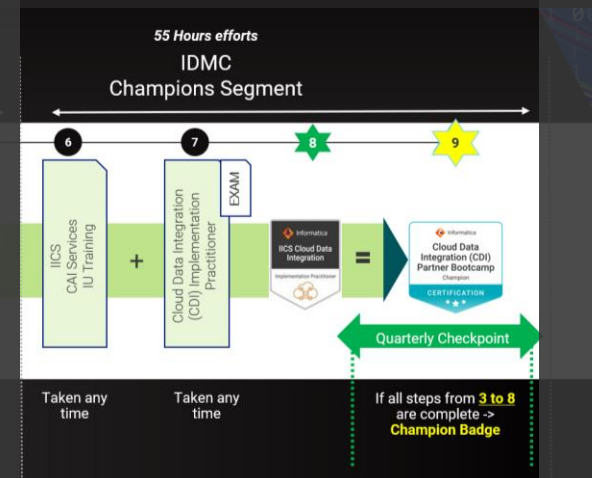 55 Hours efforts
IDMC
Champions Segment
6
7
8
9
IICS
CAI Services
IU Training
+
Cloud Data Integration
(CDI) Implementation
Practitioner
EXAM
Informatica
IICS Cloud Data
Integration
Implementation Practitioner
=
Informatica
Cloud Data
Integration (CDI)
Partner Bootcamp
Champion
CERTIFICATION
Quarterly Checkpoint
Taken any
time
Taken any
time
If all steps from 3 to 8
are complete ->
Champion Badge